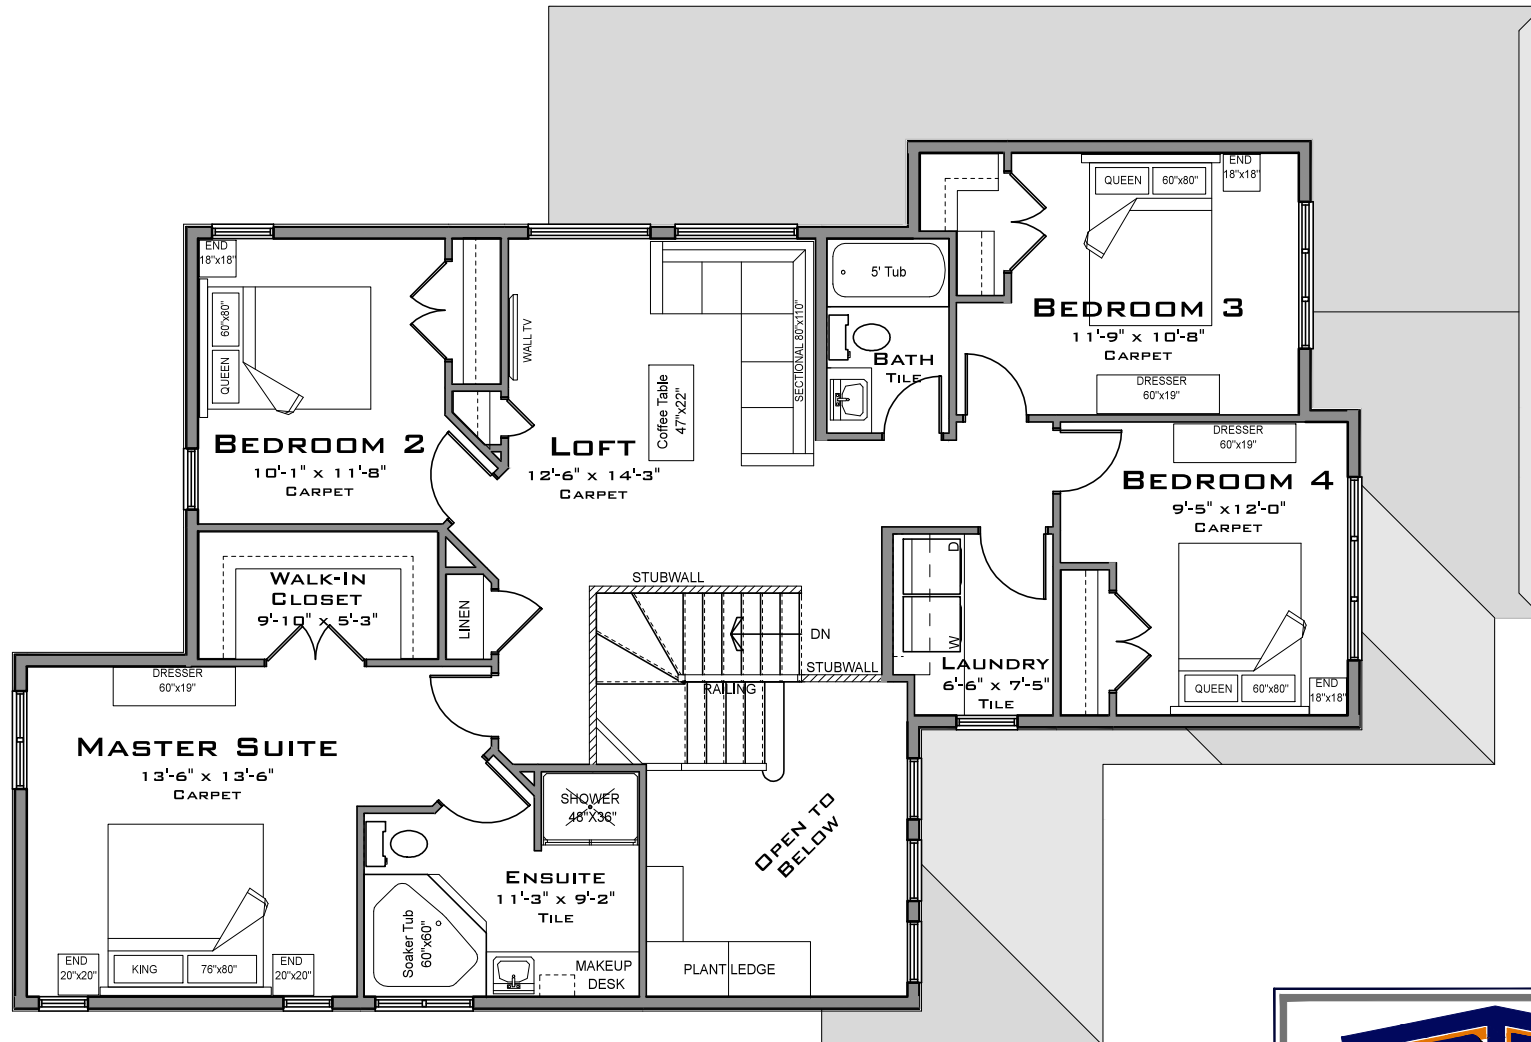 END
18"x18"
QUEEN
60"x80"
BEDROOM 2
10'-1" x 11'-8"
CARPET
WALL TV
LOFT
12'-6" x 14'-3"
CARPET
Coffee Table
47"x22"
SECTIONAL 80"x110"
5' Tub
BATH
TILE
QUEEN
60"x80"
END
18"x18"
BEDROOM 3
11'-9" x 10'-8"
CARPET
DRESSER
60"x19"
DRESSER
60"x19"
BEDROOM 4
9'-5" x12'-0"
CARPET
QUEEN
60"x80"
END
18"x18"
D
W
LAUNDRY
6'-6" x 7'-5"
TILE
STUBWALL
DN
STUBWALL
RAILING
WALK-IN
CLOSET
9'-10" x 5'-3"
LINEN
DRESSER
60"x19"
MASTER SUITE
13'-6" x 13'-6"
CARPET
END
20"x20"
KING
76"x80"
END
20"x20"
SHOWER
48"X36"
ENSUITE
11'-3" x 9'-2"
TILE
Soaker Tub
60"x60"
MAKEUP
DESK
OPEN TO
BELOW
PLANT LEDGE